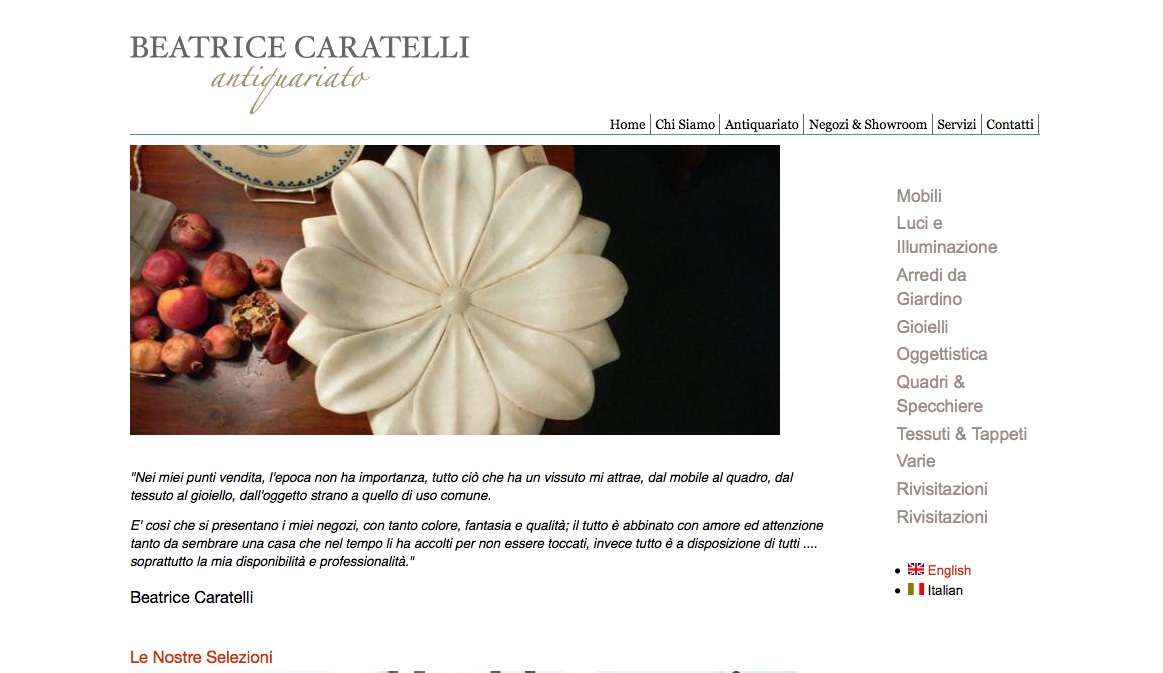 BEATRICE CARATELLI
antiquariato
Home
Chi Siamo
Antiquariato
Negozi & Showroom
Servizi
Contatti
Mobili
Luci e
Illuminazione
Arredi da
Giardino
Gioielli
Oggettistica
Quadri &
Specchiere
Tessuti & Tappeti
Varie
Rivisitazioni
Rivisitazioni
English
Italian
"Nei miei punti vendita, l'epoca non ha importanza, tutto ciò che ha un vissuto mi attrae, dal mobile al quadro, dal
tessuto al gioiello, dall'oggetto strano a quello di uso comune.
E' così che si presentano i miei negozi, con tanto colore, fantasia e qualità; il tutto è abbinato con amore ed attenzione
tanto da sembrare una casa che nel tempo li ha accolti per non essere toccati, invece tutto è a disposizione di tutti ....
soprattutto la mia disponibilità e professionalità."
Beatrice Caratelli
Le Nostre Selezioni